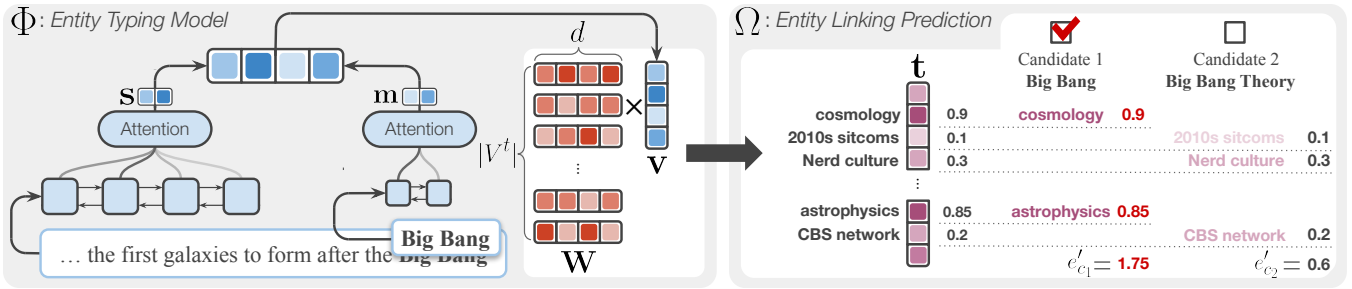 Φ: Entity Typing Model
d
s
m
Attention
Attention
|V^t|
×
v
⋮
W
… the first galaxies to form after the Big Bang
Big Bang
Ω: Entity Linking Prediction
t
Candidate 1
Big Bang
Candidate 2
Big Bang Theory
cosmology 0.9 cosmology 0.9
2010s sitcoms 0.1 2010s sitcoms 0.1
Nerd culture 0.3 Nerd culture 0.3
⋮
astrophysics 0.85 astrophysics 0.85
CBS network 0.2 CBS network 0.2
e′c1 = 1.75 e′c2 = 0.6